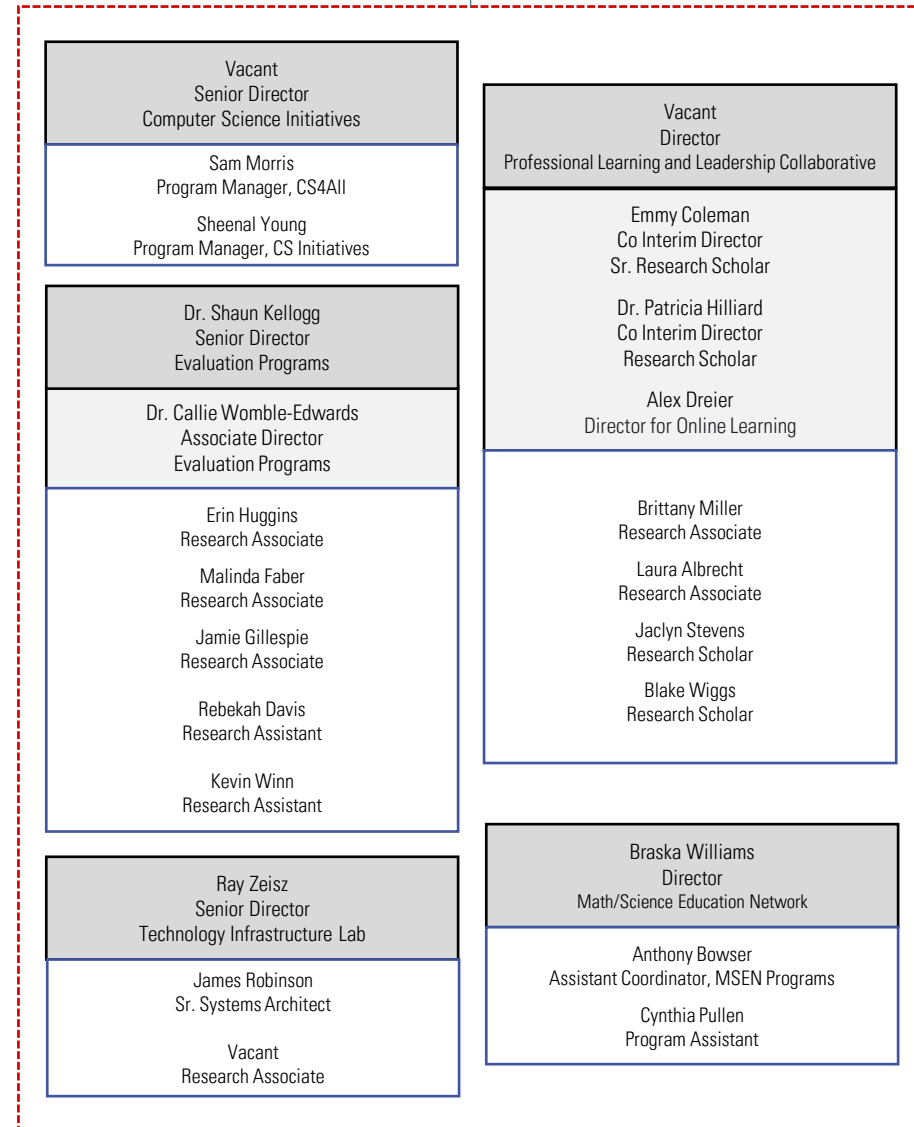 Vacant
Senior Director
Computer Science Initiatives
Sam Morris
Program Manager, CS4All
Sheenal Young
Program Manager, CS Initiatives
Dr. Shaun Kellogg
Senior Director
Evaluation Programs
Dr. Callie Womble-Edwards
Associate Director
Evaluation Programs
Erin Huggins
Research Associate
Malinda Faber
Research Associate
Jamie Gillespie
Research Associate
Rebekah Davis
Research Assistant
Kevin Winn
Research Assistant
Ray Zeisz
Senior Director
Technology Infrastructure Lab
James Robinson
Sr. Systems Architect
Vacant
Research Associate
Vacant
Director
Professional Learning and Leadership Collaborative
Emmy Coleman
Co Interim Director
Sr. Research Scholar
Dr. Patricia Hilliard
Co Interim Director
Research Scholar
Alex Dreier
Director for Online Learning
Brittany Miller
Research Associate
Laura Albrecht
Research Associate
Jaclyn Stevens
Research Scholar
Blake Wiggs
Research Scholar
Braska Williams
Director
Math/Science Education Network
Anthony Bowser
Assistant Coordinator, MSEN Programs
Cynthia Pullen
Program Assistant